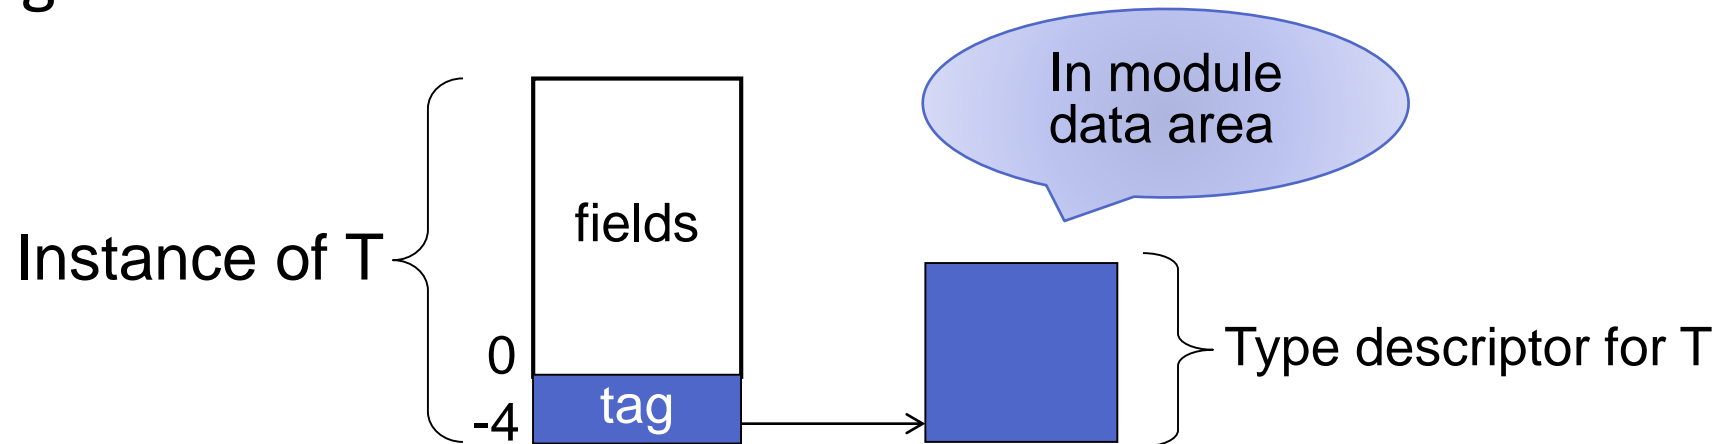 In module
data area
fields
Instance of T
0
Type descriptor for T
tag
-4